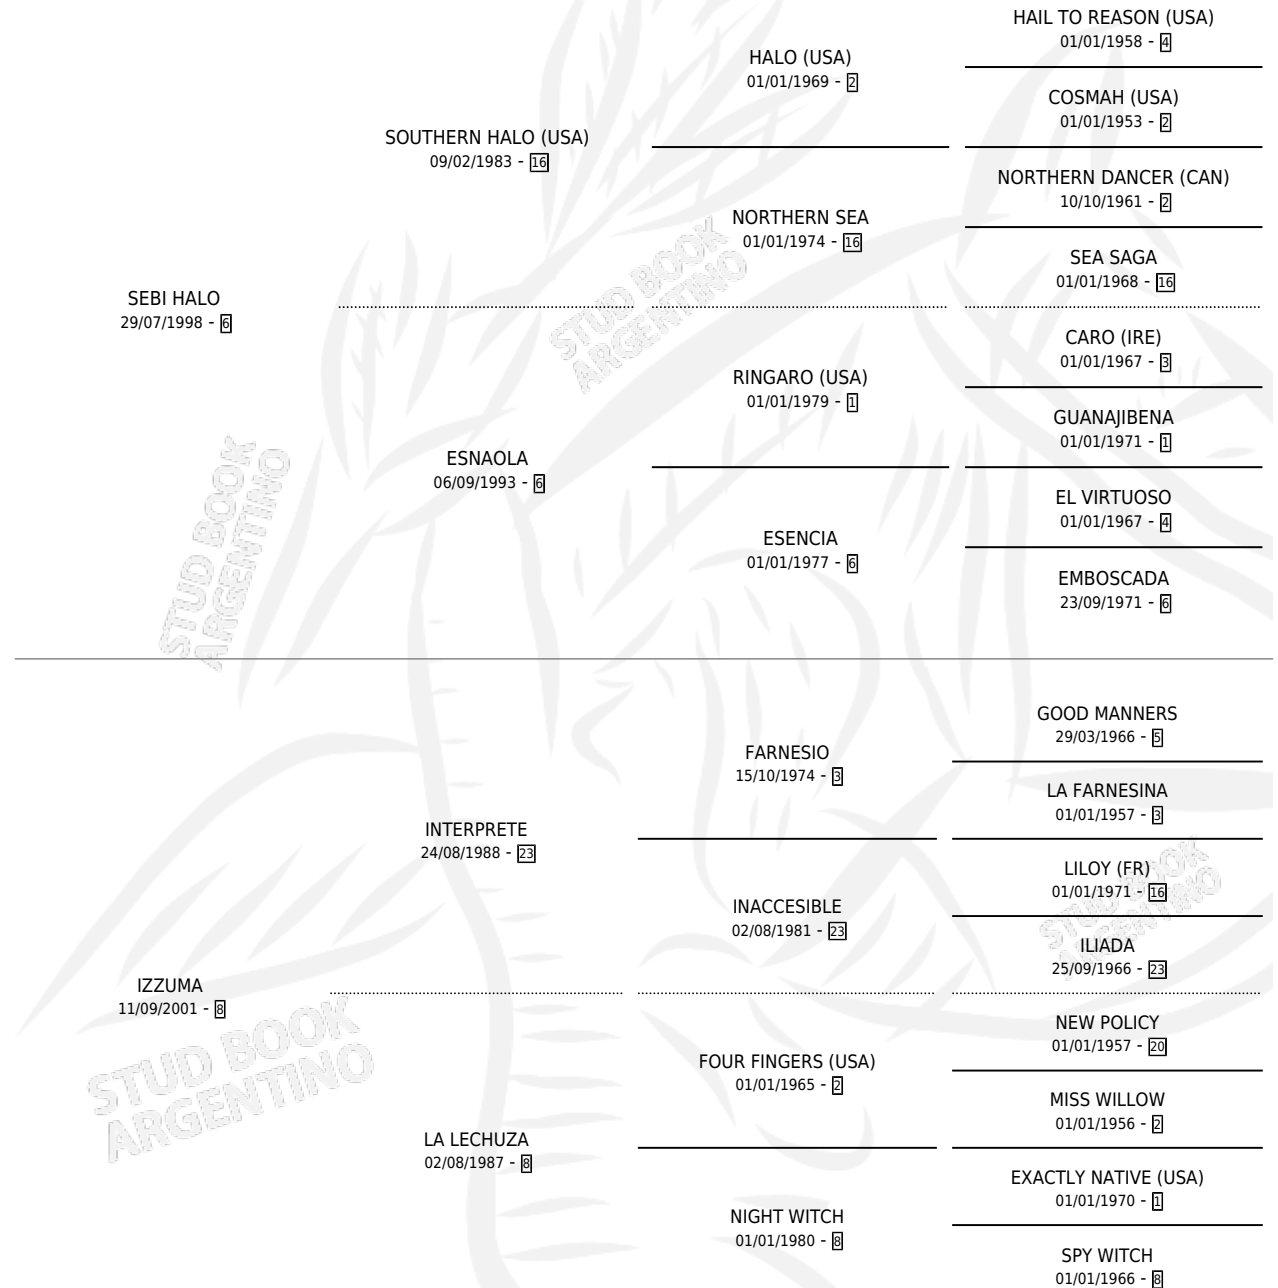 HAIL TO REASON (USA)
01/01/1958 - 4
HALO (USA)
01/01/1969 - 2
COSMAH (USA)
01/01/1953 - 2
SOUTHERN HALO (USA)
09/02/1983 - 16
NORTHERN DANCER (CAN)
10/10/1961 - 2
NORTHERN SEA
01/01/1974 - 16
SEA SAGA
01/01/1968 - 16
SEBI HALO
29/07/1998 - 6
CARO (IRE)
01/01/1967 - 3
RINGARO (USA)
01/01/1979 - 1
GUANAJIBENA
01/01/1971 - 1
ESNAOLA
06/09/1993 - 6
EL VIRTUOSO
01/01/1967 - 4
ESENCIA
01/01/1977 - 6
EMBOSCADA
23/09/1971 - 6
GOOD MANNERS
29/03/1966 - 5
FARNESIO
15/10/1974 - 3
LA FARNESINA
01/01/1957 - 3
INTERPRETE
24/08/1988 - 23
LILOY (FR)
01/01/1971 - 16
INACCESIBLE
02/08/1981 - 23
ILIADA
25/09/1966 - 23
IZZUMA
11/09/2001 - 8
NEW POLICY
01/01/1957 - 20
FOUR FINGERS (USA)
01/01/1965 - 2
MISS WILLOW
01/01/1956 - 2
LA LECHUZA
02/08/1987 - 8
EXACTLY NATIVE (USA)
01/01/1970 - 1
NIGHT WITCH
01/01/1980 - 8
SPY WITCH
01/01/1966 - 8
STUD BOOK
ARGENTINO
STUD BOOK
ARGENTINO
STUD BOOK
ARGENTINO
STUD BOOK
ARGENTINO